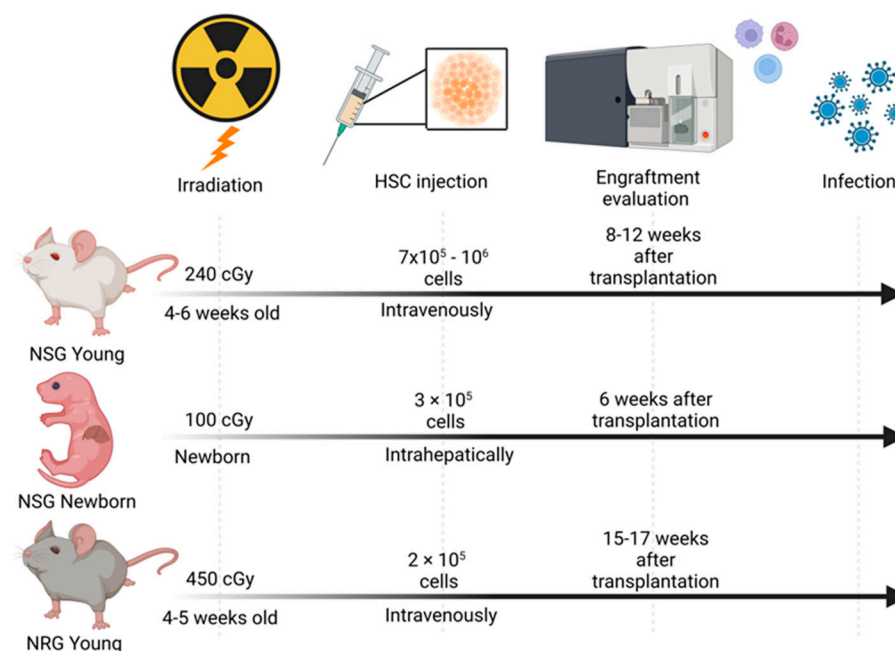 Irradiation
HSC injection
Engraftment
evaluation
Infection
NSG Young
240 cGy
4-6 weeks old
7x10⁵ - 10⁶
cells
Intravenously
8-12 weeks
after
transplantation
NSG Newborn
100 cGy
Newborn
3 × 10⁵
cells
Intrahepatically
6 weeks after
transplantation
NRG Young
450 cGy
4-5 weeks old
2 × 10⁵
cells
Intravenously
15-17 weeks
after
transplantation